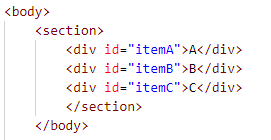 <body>
<section>
<div id="itemA">A</div>
<div id="itemB">B</div>
<div id="itemC">C</div>
</section>
</body>